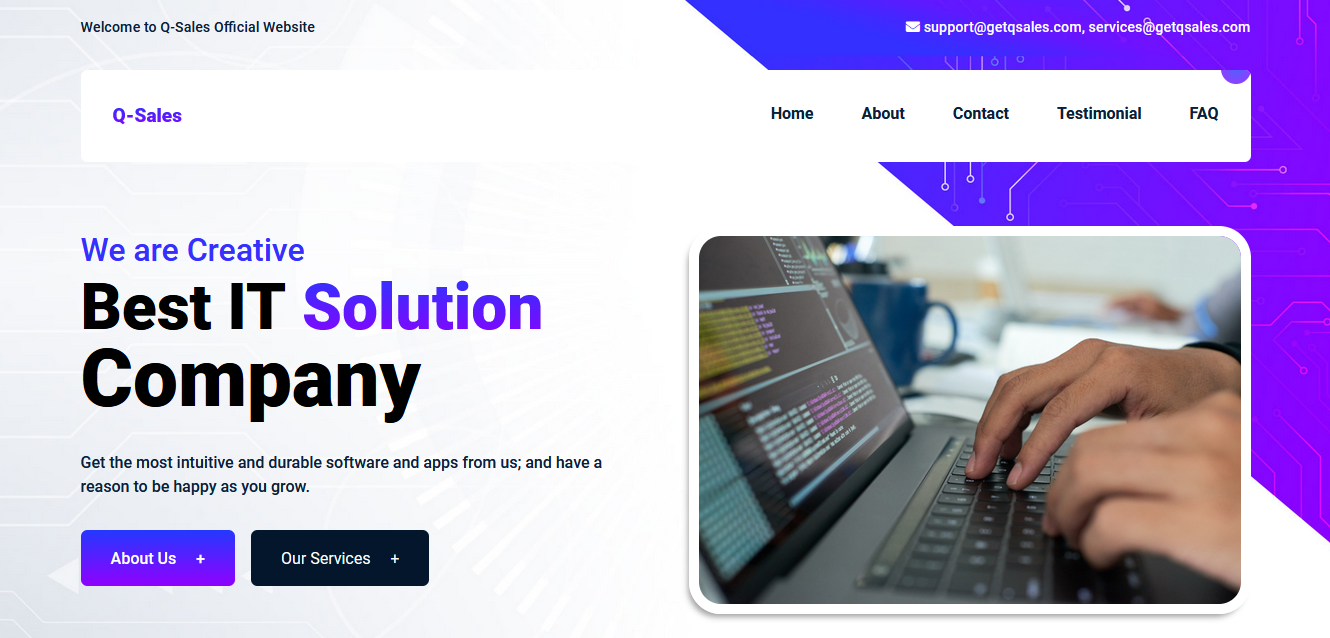 Welcome to Q-Sales Official Website
support@getqsales.com, services@getqsales.com
Q-Sales
Home
About
Contact
Testimonial
FAQ
We are Creative
Best IT Solution
Company
Get the most intuitive and durable software and apps from us; and have a
reason to be happy as you grow.
About Us +
Our Services +